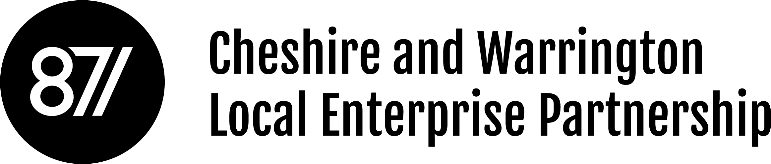 87/
Cheshire and Warrington
Local Enterprise Partnership